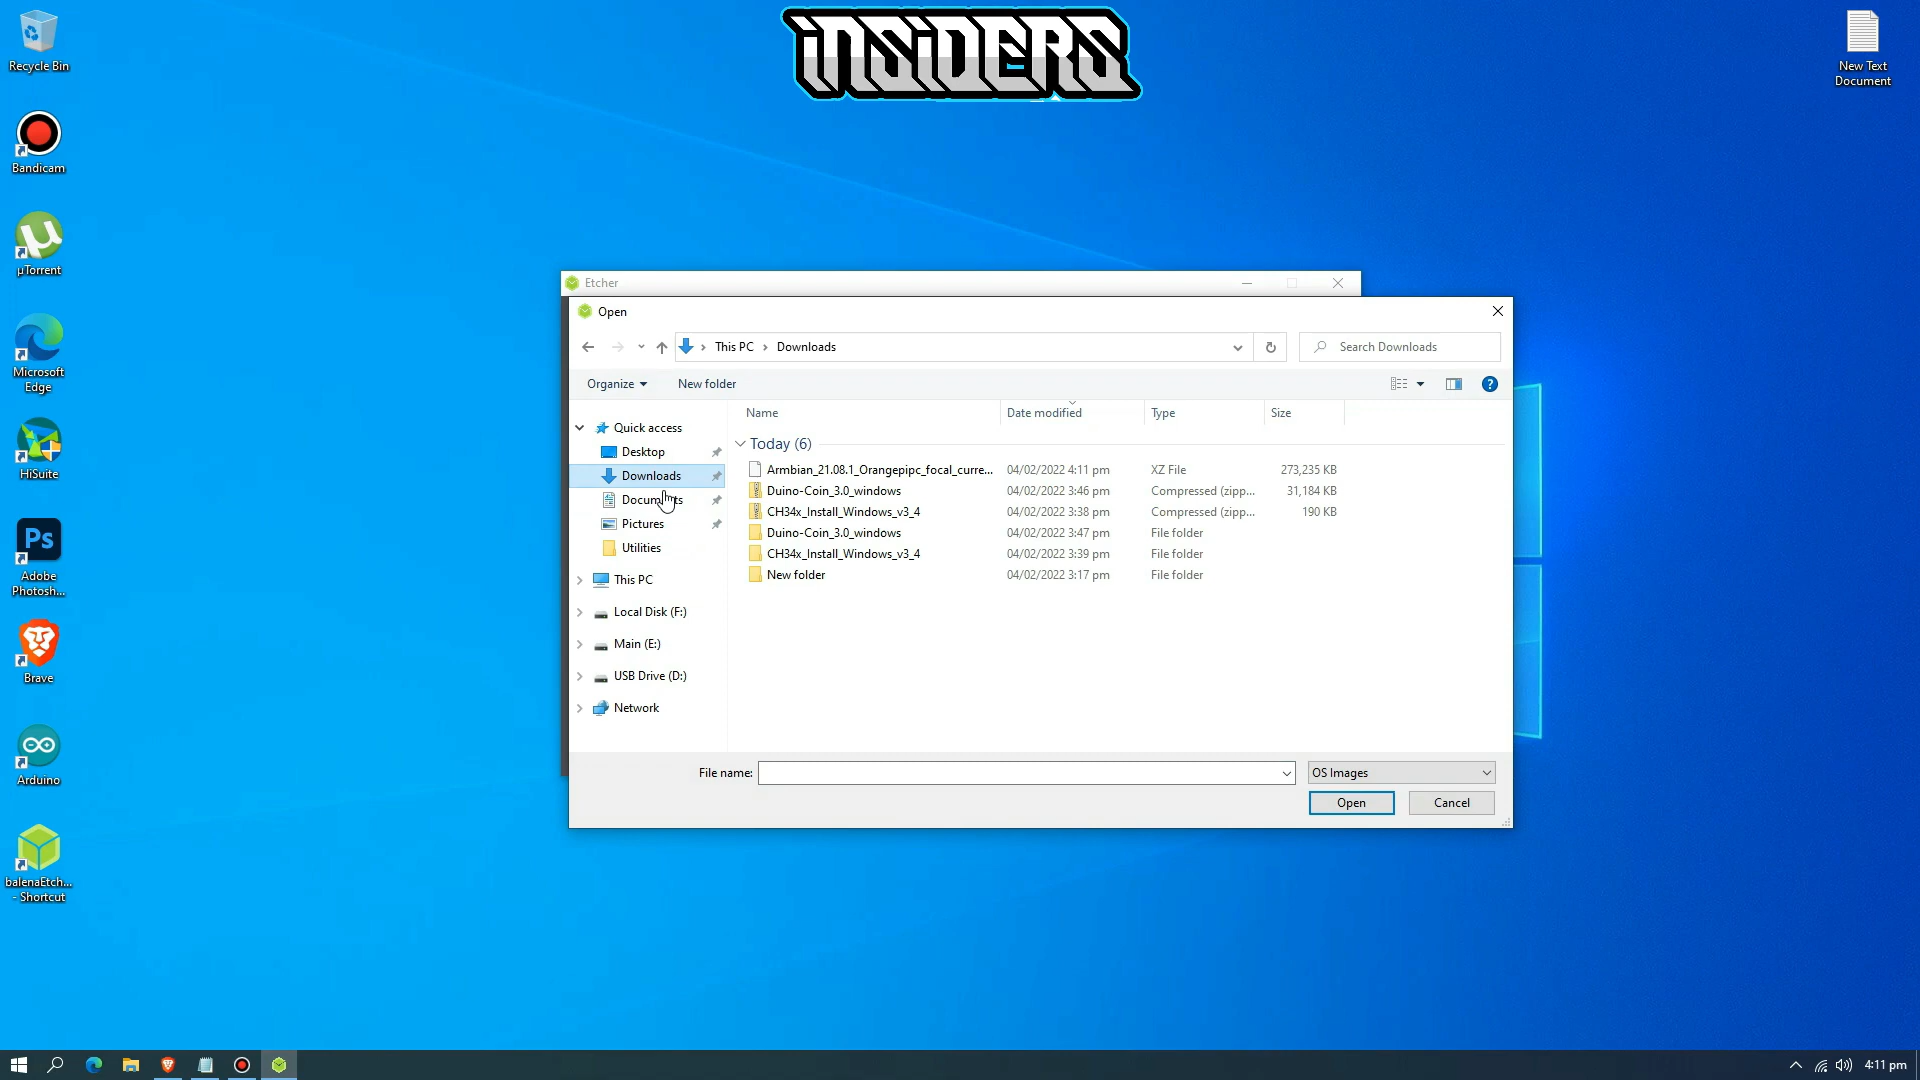 INSIDERS
Recycle Bin
New Text
Document
Bandicam
µTorrent
Microsoft
Edge
HiSuite
Ps
Adobe
Photosh...
Brave
Arduino
balenaEtch...
- Shortcut
Etcher
Open
This PC > Downloads
Search Downloads
Organize
New folder
?
Name Date modified Type Size
Quick access
Desktop
Downloads
Pictures
Utilities
This PC
Local Disk (F:)
Main (E:)
USB Drive (D:)
Network
Today (6)
Armbian_21.08.1_Orangepipc_focal_curre... 04/02/2022 4:11 pm XZ File 273,235 KB
Duino-Coin_3.0_windows 04/02/2022 3:46 pm Compressed (zipp... 31,184 KB
CH34x_Install_Windows_v3_4 04/02/2022 3:38 pm Compressed (zipp... 190 KB
Duino-Coin_3.0_windows 04/02/2022 3:47 pm File folder
CH34x_Install_Windows_v3_4 04/02/2022 3:39 pm File folder
New folder 04/02/2022 3:17 pm File folder
File name:
OS Images
Open
Cancel
4:11 pm